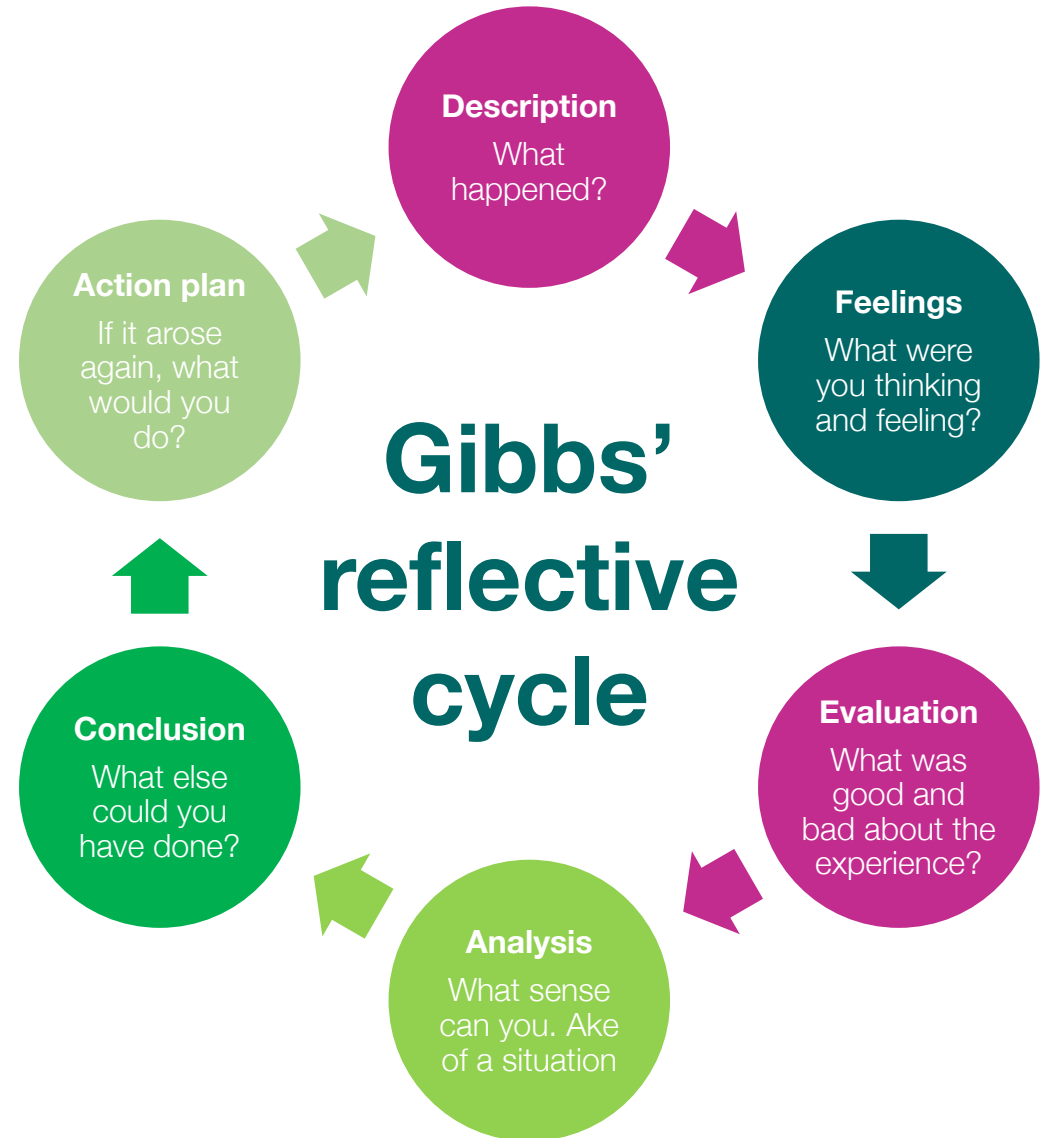 Description
What
happened?
Feelings
What were
you thinking
and feeling?
Evaluation
What was
good and
bad about the
experience?
Analysis
What sense
can you. Ake
of a situation
Conclusion
What else
could you
have done?
Action plan
If it arose
again, what
would you
do?
Gibbs’
reflective
cycle